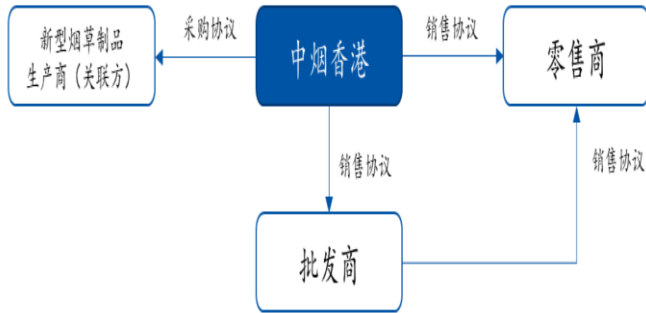 新型烟草制品
生产商（关联方）
采购协议
中烟香港
销售协议
零售商
销售协议
销售协议
批发商